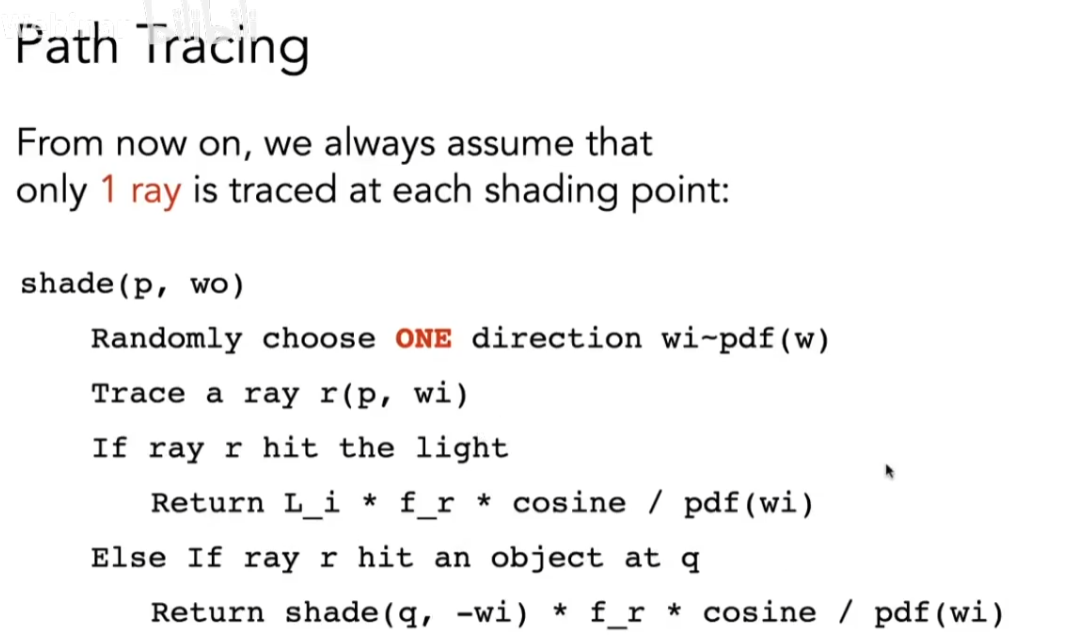 Path Tracing
From now on, we always assume that
only 1 ray is traced at each shading point:
shade(p, wo)
Randomly choose ONE direction wi~pdf(w)
Trace a ray r(p, wi)
If ray r hit the light
Return L_i * f_r * cosine / pdf(wi)
Else If ray r hit an object at q
Return shade(q, -wi) * f_r * cosine / pdf(wi)